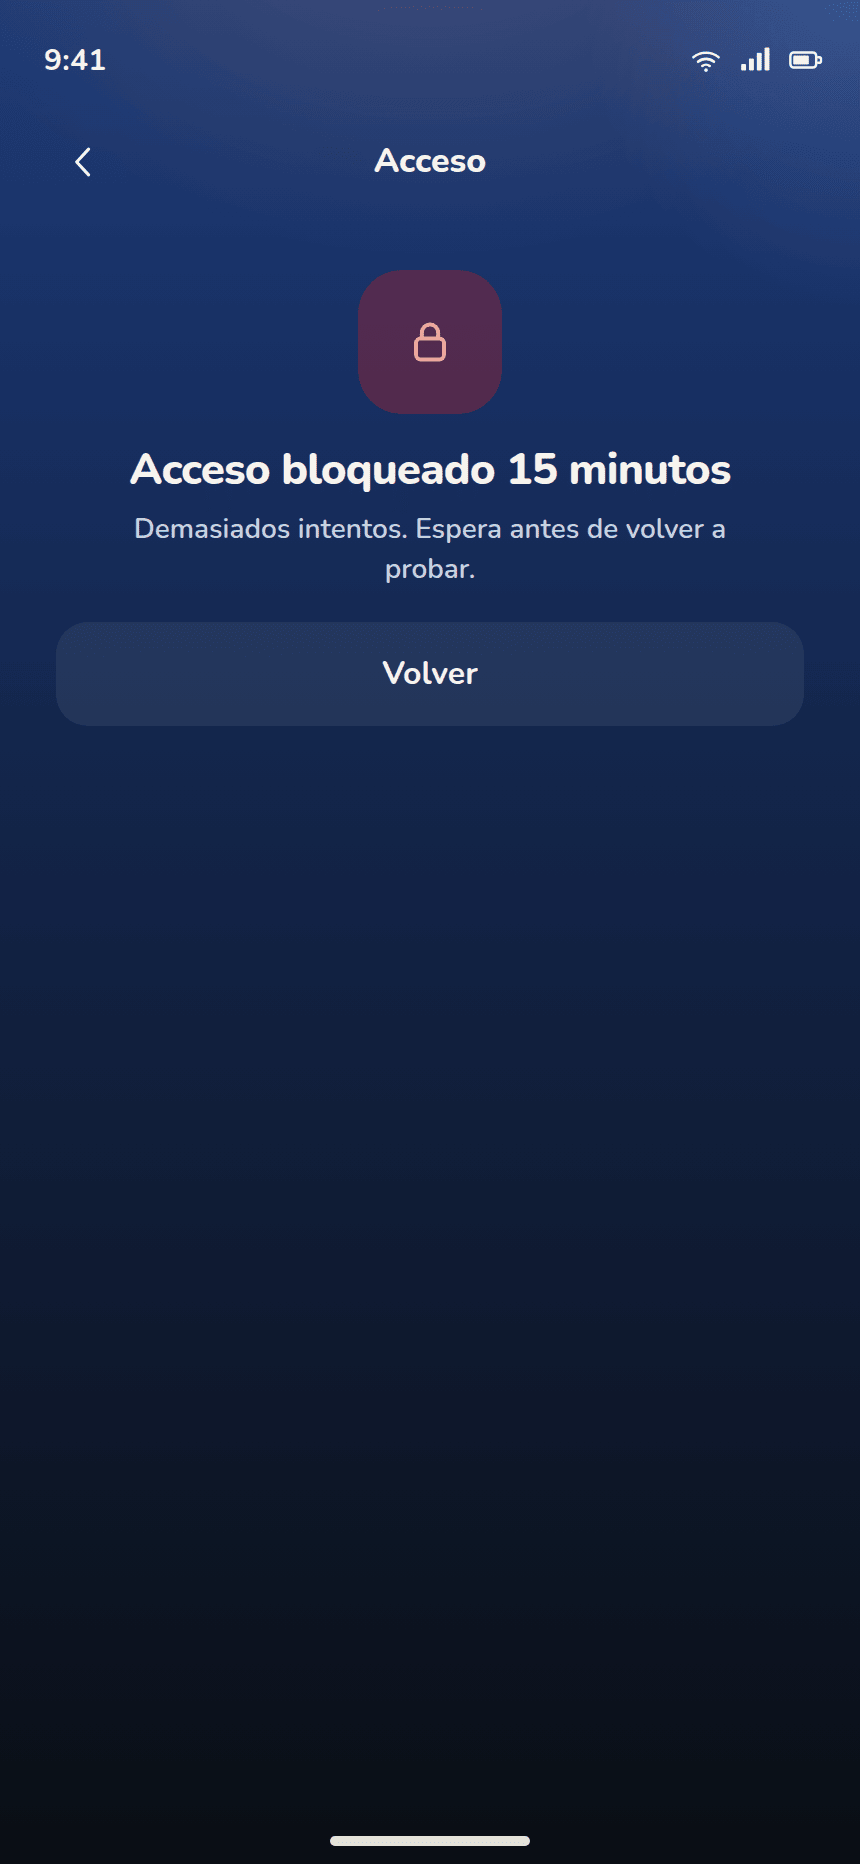 9:41
Acceso
Acceso bloqueado 15 minutos
Demasiados intentos. Espera antes de volver a
probar.
Volver